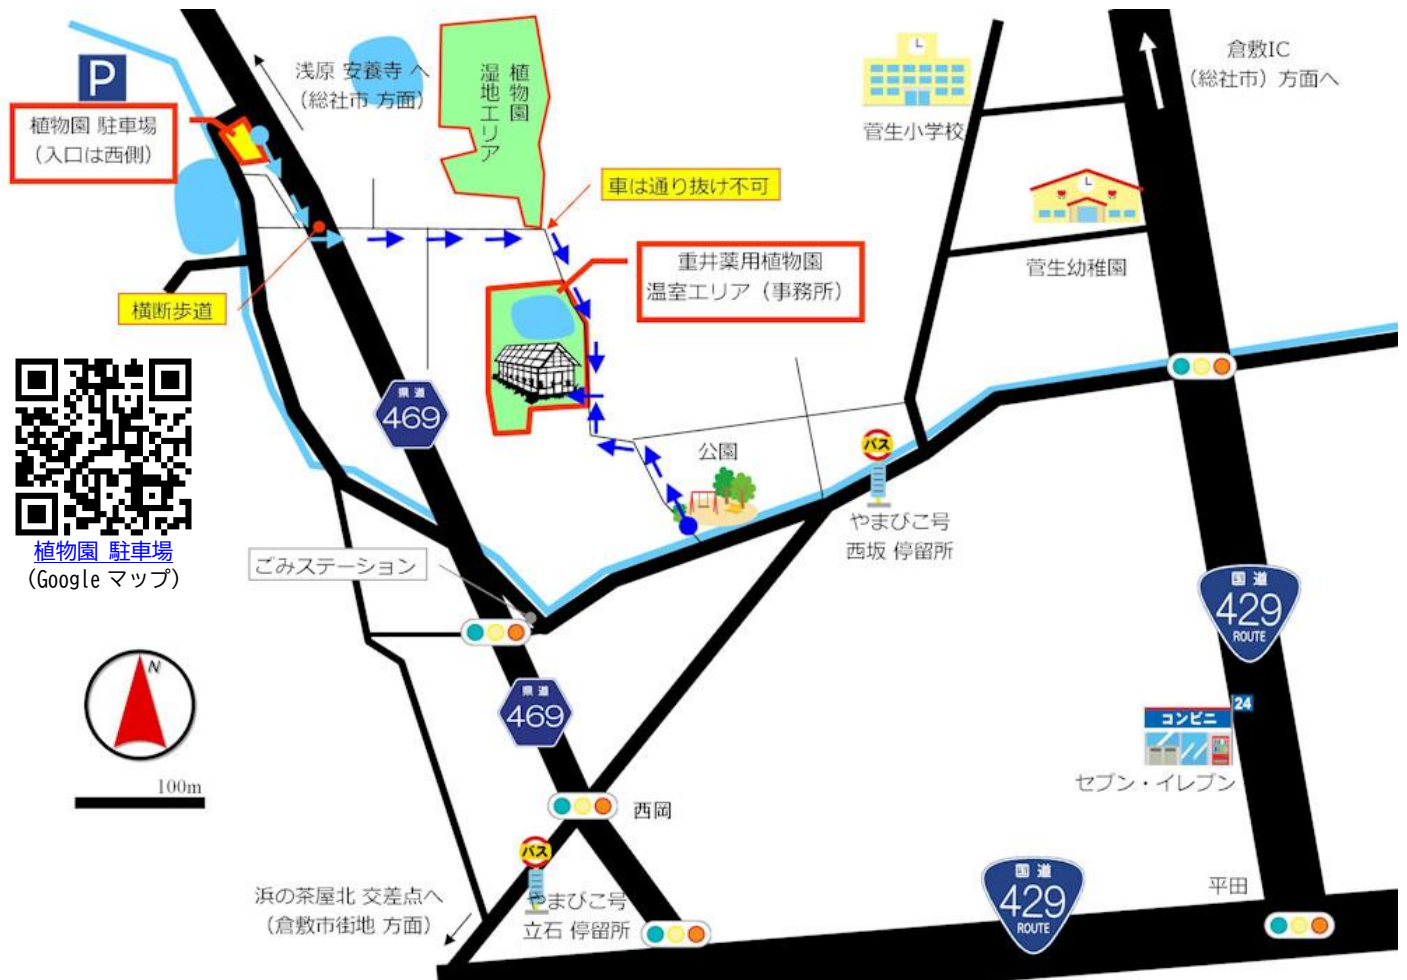 P
植物園 駐車場
（入口は西側）
浅原 安養寺 へ
（総社市 方面）
植物園
湿地エリア
車は通り抜け不可
菅生小学校
倉敷IC
（総社市）方面へ
菅生幼稚園
重井薬用植物園
温室エリア（事務所）
横断歩道
県道
469
公園
バス
やまびこ号
西坂 停留所
植物園 駐車場
(Google マップ)
ごみステーション
国道
429
ROUTE
N
100m
県道
469
24
コンビニ
セブン・イレブン
西岡
バス
やまびこ号
立石 停留所
浜の茶屋北 交差点へ
（倉敷市街地 方面）
国道
429
ROUTE
平田